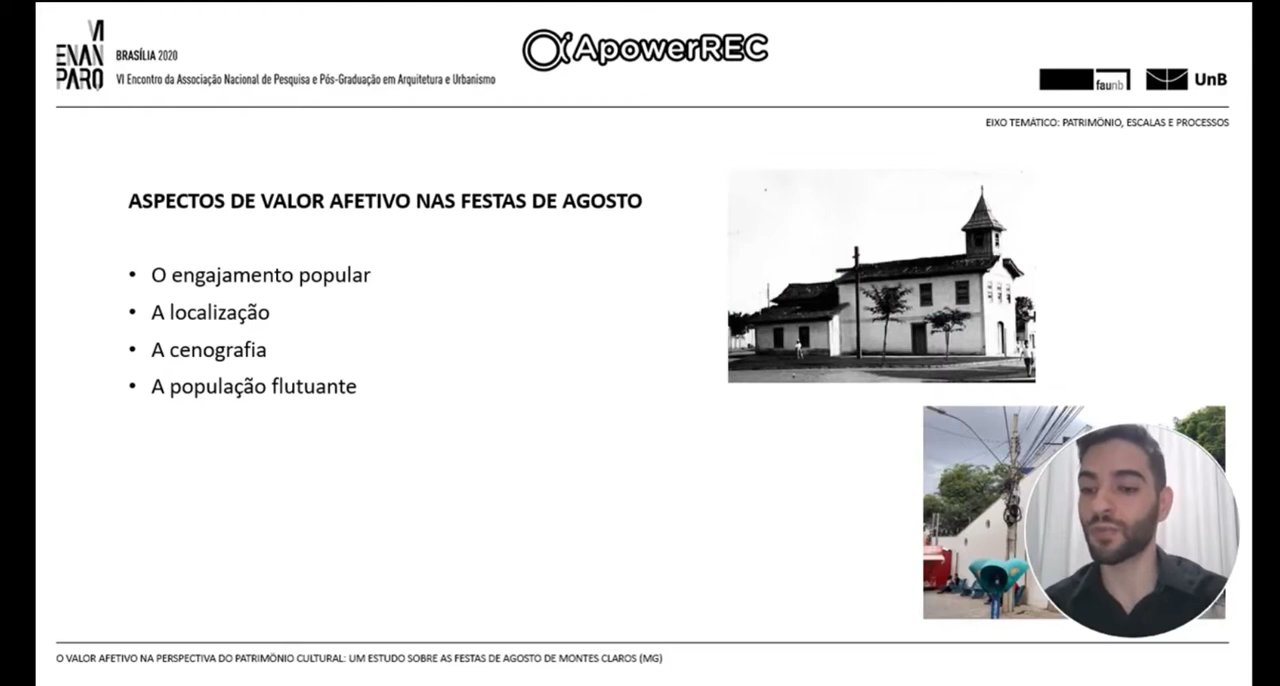 VI
ENAN
PARQ
BRASÍLIA 2020
VI Encontro da Associação Nacional de Pesquisa e Pós-Graduação em Arquitetura e Urbanismo
ApowerREC
faunb
UnB
EIXO TEMÁTICO: PATRIMÔNIO, ESCALAS E PROCESSOS
ASPECTOS DE VALOR AFETIVO NAS FESTAS DE AGOSTO
• O engajamento popular
• A localização
• A cenografia
• A população flutuante
O VALOR AFETIVO NA PERSPECTIVA DO PATRIMÔNIO CULTURAL: UM ESTUDO SOBRE AS FESTAS DE AGOSTO DE MONTES CLAROS (MG)